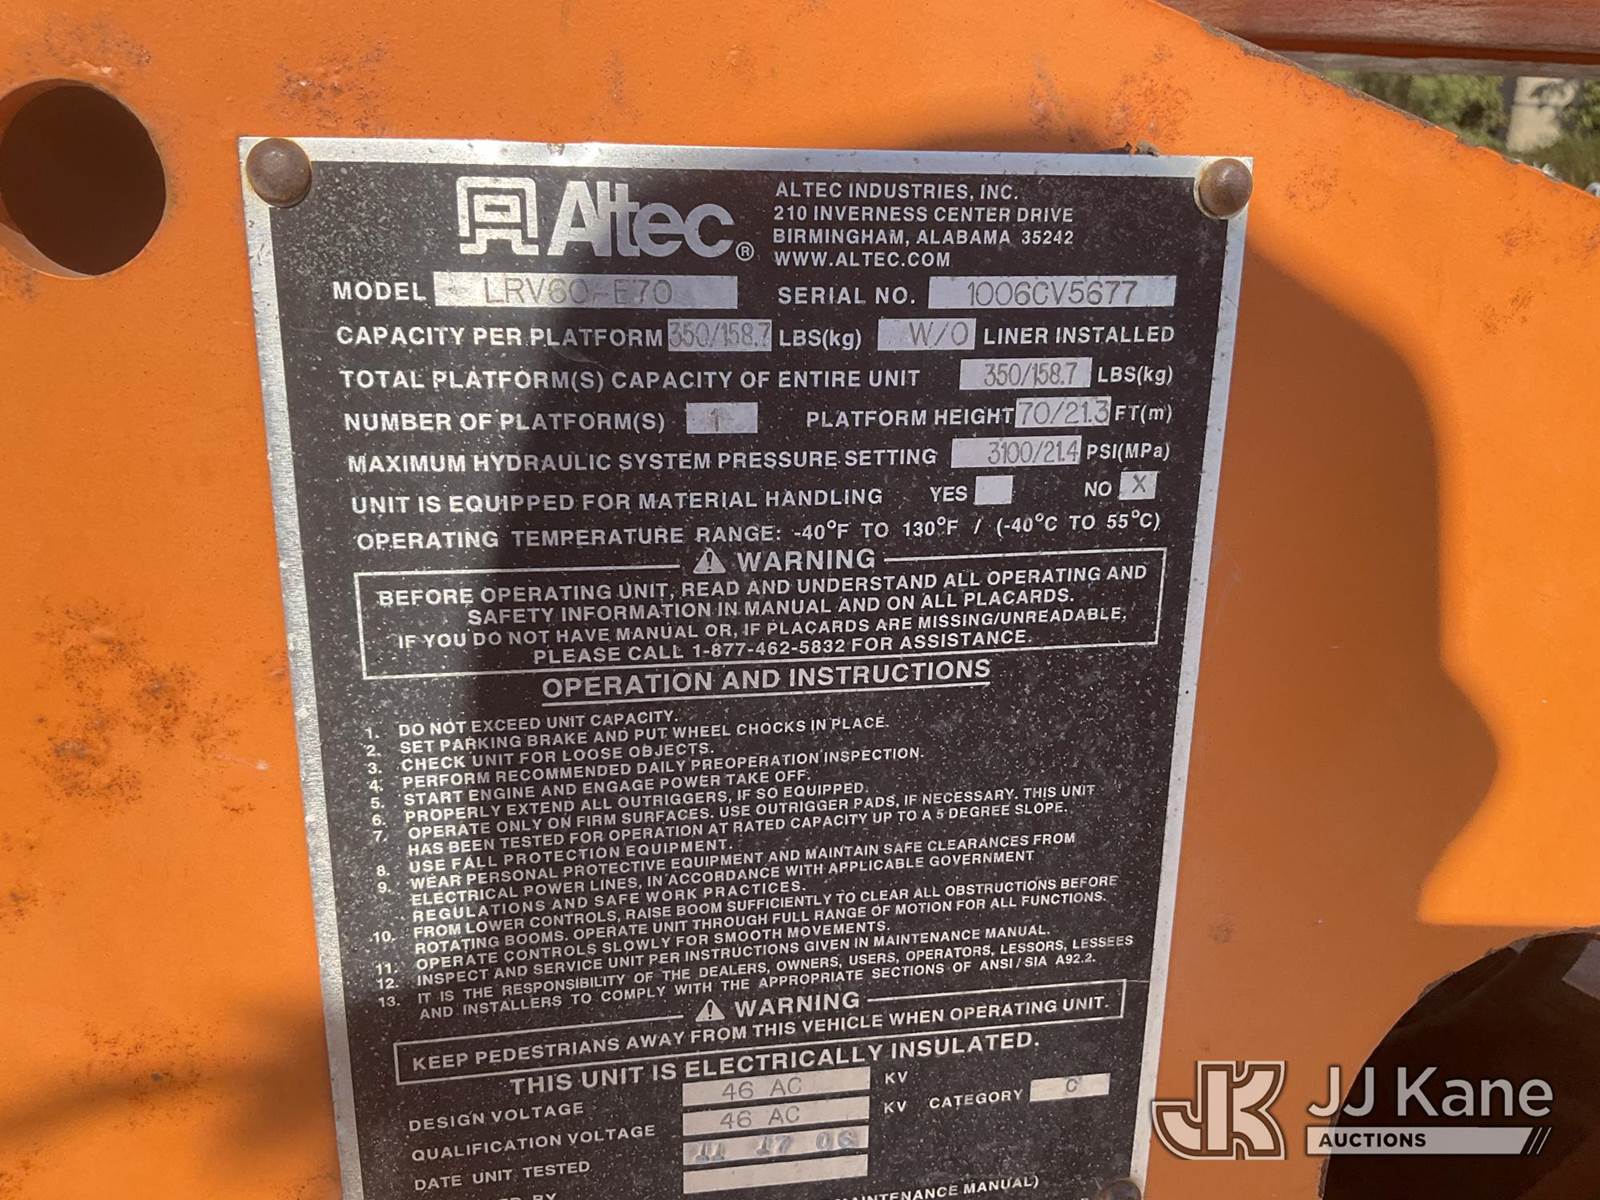 Altec®
ALTEC INDUSTRIES, INC.
210 INVERNESS CENTER DRIVE
BIRMINGHAM, ALABAMA 35242
WWW.ALTEC.COM
MODEL LRV60-E70 SERIAL NO. 1006CV5677
CAPACITY PER PLATFORM 350/158.7 LBS(kg) W/O LINER INSTALLED
TOTAL PLATFORM(S) CAPACITY OF ENTIRE UNIT 350/158.7 LBS(kg)
NUMBER OF PLATFORM(S) 1 PLATFORM HEIGHT 70/21.3 FT(m)
MAXIMUM HYDRAULIC SYSTEM PRESSURE SETTING 3100/21.4 PSI(MPa)
UNIT IS EQUIPPED FOR MATERIAL HANDLING YES NO X
OPERATING TEMPERATURE RANGE: -40°F TO 130°F / (-40°C TO 55°C)
WARNING
BEFORE OPERATING UNIT, READ AND UNDERSTAND ALL OPERATING AND
SAFETY INFORMATION IN MANUAL AND ON ALL PLACARDS.
IF YOU DO NOT HAVE MANUAL OR, IF PLACARDS ARE MISSING/UNREADABLE,
PLEASE CALL 1-877-462-5832 FOR ASSISTANCE.
OPERATION AND INSTRUCTIONS
1. DO NOT EXCEED UNIT CAPACITY.
2. SET PARKING BRAKE AND PUT WHEEL CHOCKS IN PLACE.
3. CHECK UNIT FOR LOOSE OBJECTS.
4. PERFORM RECOMMENDED DAILY PREOPERATION INSPECTION.
5. START ENGINE AND ENGAGE POWER TAKE OFF.
6. PROPERLY EXTEND ALL OUTRIGGERS, IF SO EQUIPPED.
7. OPERATE ONLY ON FIRM SURFACES. USE OUTRIGGER PADS, IF NECESSARY. THIS UNIT
HAS BEEN TESTED FOR OPERATION AT RATED CAPACITY UP TO A 5 DEGREE SLOPE.
8. USE FALL PROTECTION EQUIPMENT.
9. WEAR PERSONAL PROTECTIVE EQUIPMENT AND MAINTAIN SAFE CLEARANCES FROM
ELECTRICAL POWER LINES, IN ACCORDANCE WITH APPLICABLE GOVERNMENT
REGULATIONS AND SAFE WORK PRACTICES.
10. FROM LOWER CONTROLS, RAISE BOOM SUFFICIENTLY TO CLEAR ALL OBSTRUCTIONS BEFORE
ROTATING BOOMS. OPERATE UNIT THROUGH FULL RANGE OF MOTION FOR ALL FUNCTIONS.
11. OPERATE CONTROLS SLOWLY FOR SMOOTH MOVEMENTS.
12. INSPECT AND SERVICE UNIT PER INSTRUCTIONS GIVEN IN MAINTENANCE MANUAL.
13. IT IS THE RESPONSIBILITY OF THE DEALERS, OWNERS, USERS, OPERATORS, LESSORS, LESSEES
AND INSTALLERS TO COMPLY WITH THE APPROPRIATE SECTIONS OF ANSI / SIA A92.2.
WARNING
KEEP PEDESTRIANS AWAY FROM THIS VEHICLE WHEN OPERATING UNIT.
THIS UNIT IS ELECTRICALLY INSULATED.
DESIGN VOLTAGE 46 AC KV
QUALIFICATION VOLTAGE 46 AC KV CATEGORY C
DATE UNIT TESTED 11 17 06
BY
MAINTENANCE MANUAL)
JK JJ Kane
AUCTIONS